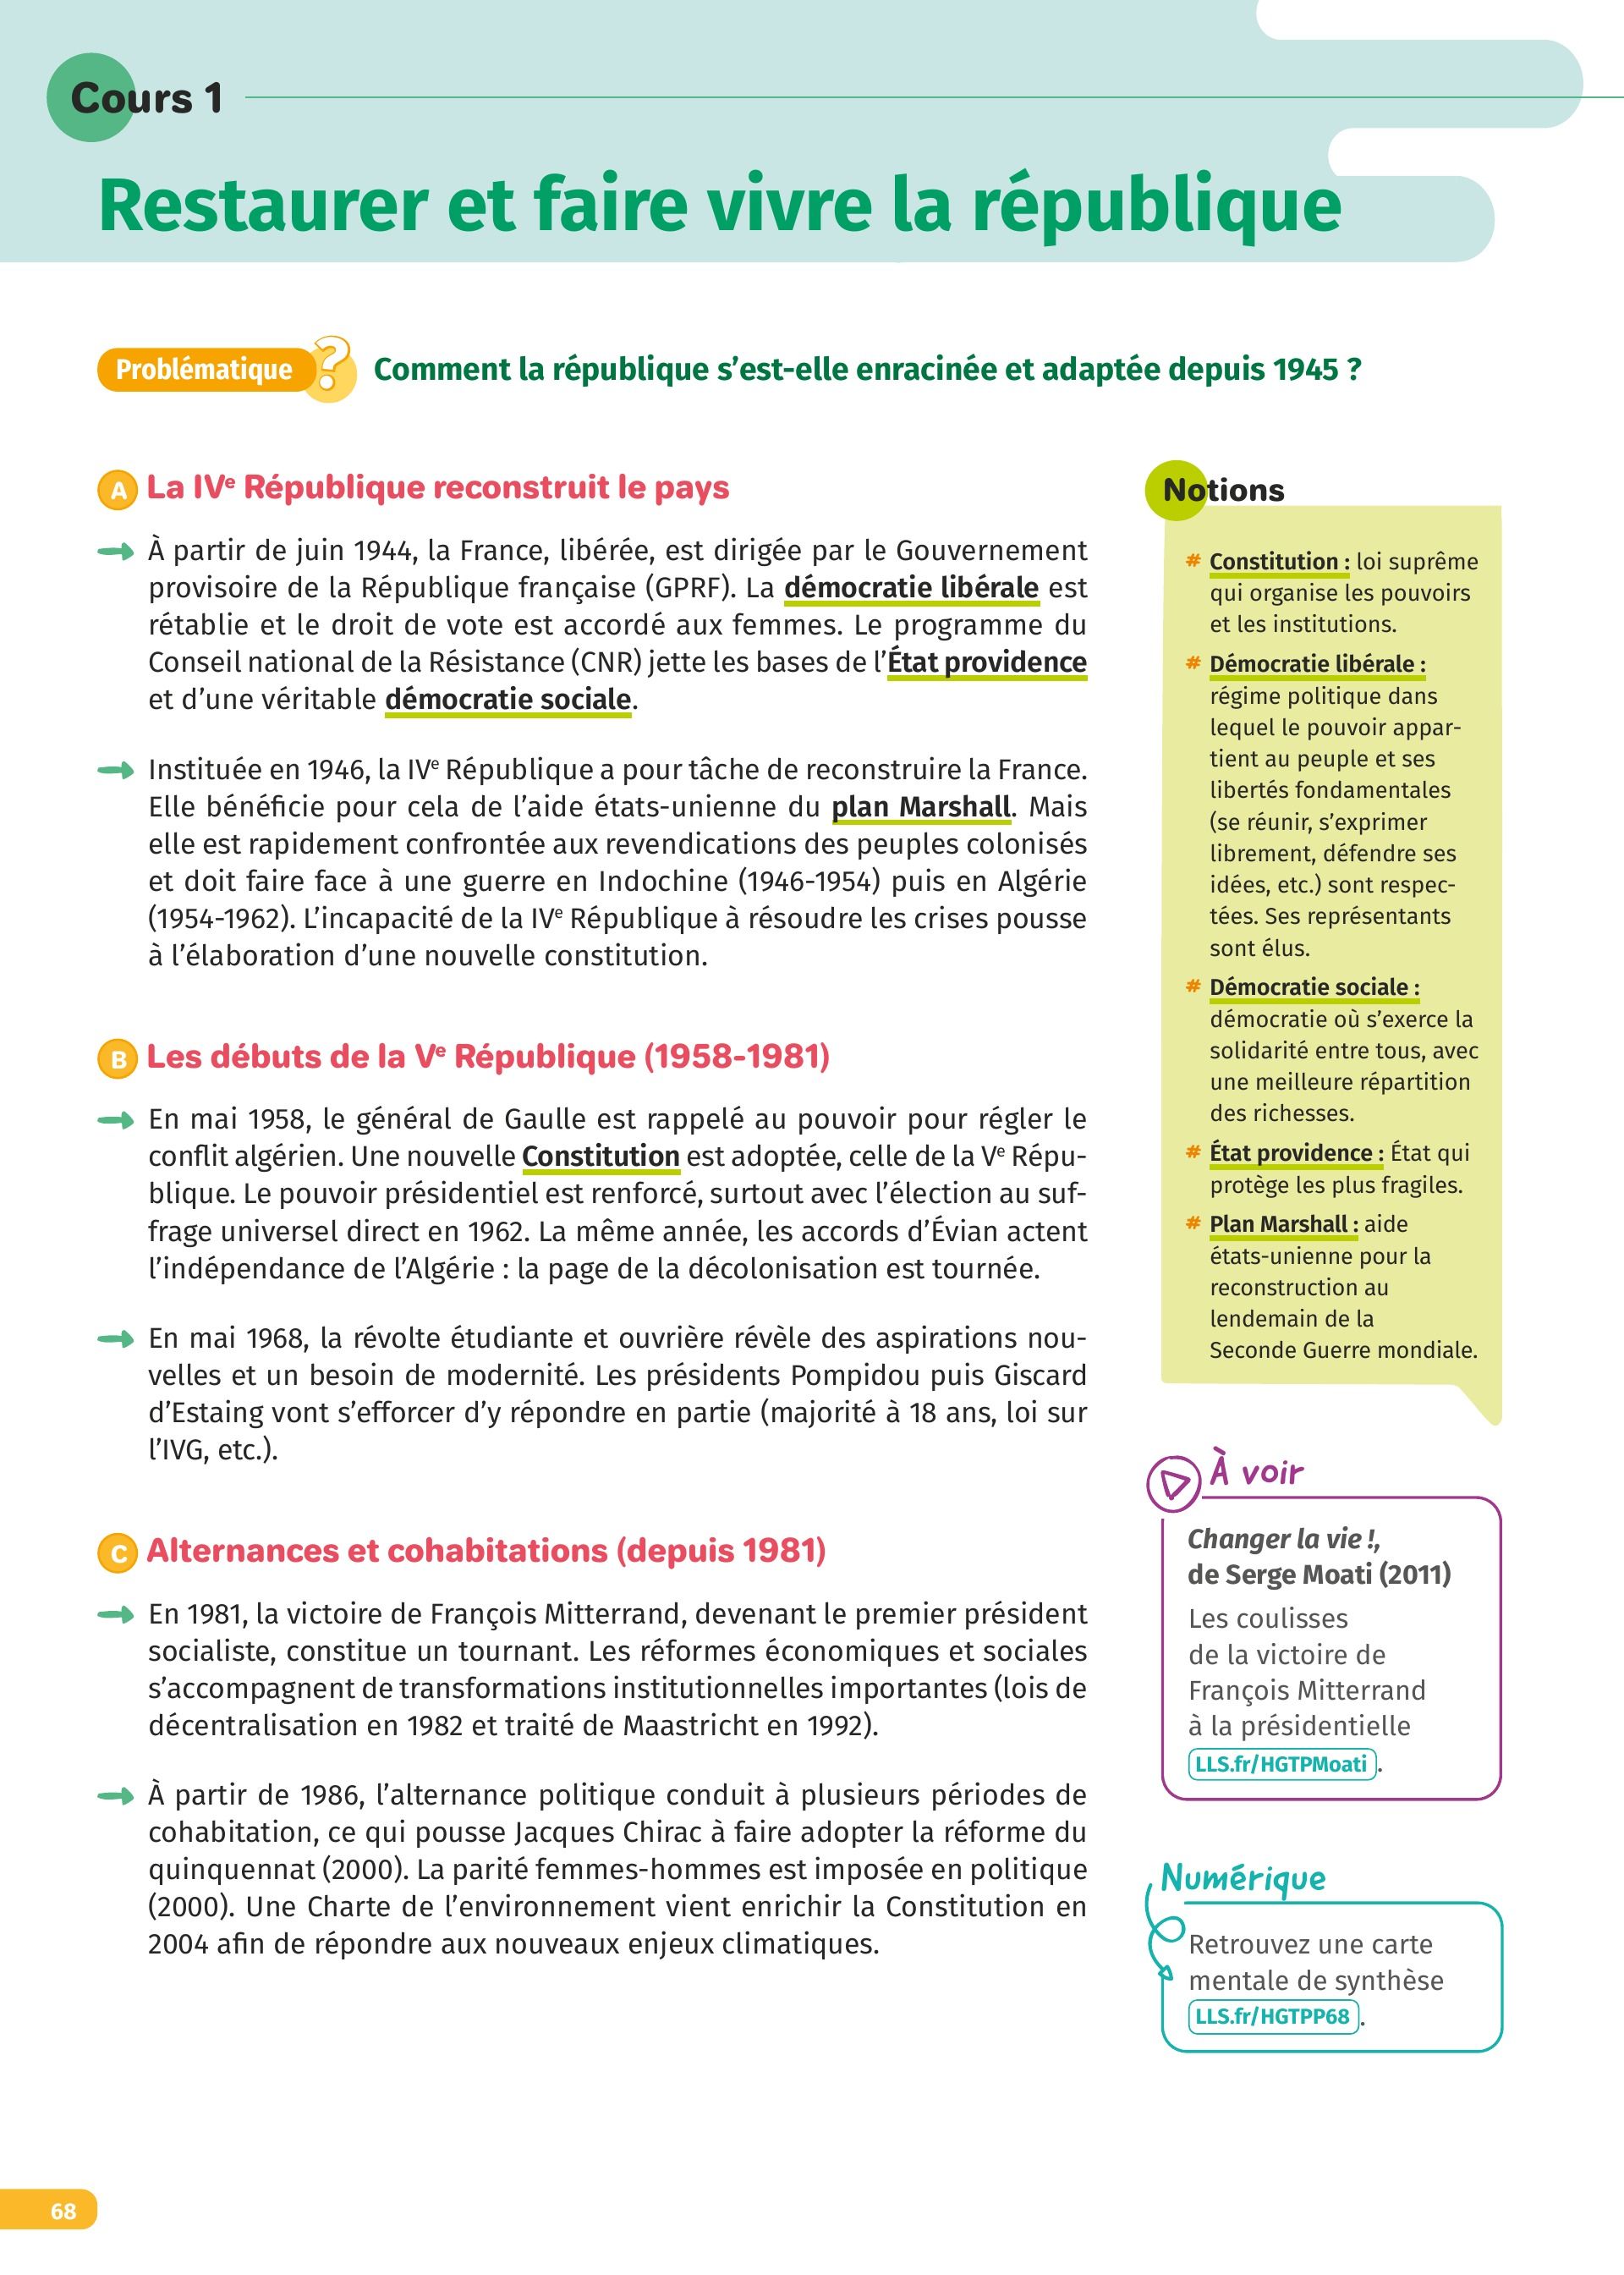 Cours 1
Restaurer et faire vivre la république
Problématique ? Comment la république s’est-elle enracinée et adaptée depuis 1945 ?
A La IVe République reconstruit le pays
À partir de juin 1944, la France, libérée, est dirigée par le Gouvernement
provisoire de la République française (GPRF). La démocratie libérale est
rétablie et le droit de vote est accordé aux femmes. Le programme du
Conseil national de la Résistance (CNR) jette les bases de l’État providence
et d’une véritable démocratie sociale.
Instituée en 1946, la IVe République a pour tâche de reconstruire la France.
Elle bénéficie pour cela de l’aide états-unienne du plan Marshall. Mais
elle est rapidement confrontée aux revendications des peuples colonisés
et doit faire face à une guerre en Indochine (1946-1954) puis en Algérie
(1954-1962). L’incapacité de la IVe République à résoudre les crises pousse
à l’élaboration d’une nouvelle constitution.
B Les débuts de la Ve République (1958-1981)
En mai 1958, le général de Gaulle est rappelé au pouvoir pour régler le
conflit algérien. Une nouvelle Constitution est adoptée, celle de la Ve Répu-
blique. Le pouvoir présidentiel est renforcé, surtout avec l’élection au suf-
frage universel direct en 1962. La même année, les accords d’Évian actent
l’indépendance de l’Algérie : la page de la décolonisation est tournée.
En mai 1968, la révolte étudiante et ouvrière révèle des aspirations nou-
velles et un besoin de modernité. Les présidents Pompidou puis Giscard
d’Estaing vont s’efforcer d’y répondre en partie (majorité à 18 ans, loi sur
l’IVG, etc.).
C Alternances et cohabitations (depuis 1981)
En 1981, la victoire de François Mitterrand, devenant le premier président
socialiste, constitue un tournant. Les réformes économiques et sociales
s’accompagnent de transformations institutionnelles importantes (lois de
décentralisation en 1982 et traité de Maastricht en 1992).
À partir de 1986, l’alternance politique conduit à plusieurs périodes de
cohabitation, ce qui pousse Jacques Chirac à faire adopter la réforme du
quinquennat (2000). La parité femmes-hommes est imposée en politique
(2000). Une Charte de l’environnement vient enrichir la Constitution en
2004 afin de répondre aux nouveaux enjeux climatiques.
Notions
# Constitution : loi suprême
qui organise les pouvoirs
et les institutions.
# Démocratie libérale :
régime politique dans
lequel le pouvoir appar-
tient au peuple et ses
libertés fondamentales
(se réunir, s’exprimer
librement, défendre ses
idées, etc.) sont respec-
tées. Ses représentants
sont élus.
# Démocratie sociale :
démocratie où s’exerce la
solidarité entre tous, avec
une meilleure répartition
des richesses.
# État providence : État qui
protège les plus fragiles.
# Plan Marshall : aide
états-unienne pour la
reconstruction au
lendemain de la
Seconde Guerre mondiale.
À voir
Changer la vie !,
de Serge Moati (2011)
Les coulisses
de la victoire de
François Mitterrand
à la présidentielle
LLS.fr/HGTPMoati.
Numérique
Retrouvez une carte
mentale de synthèse
LLS.fr/HGTPP68.
68